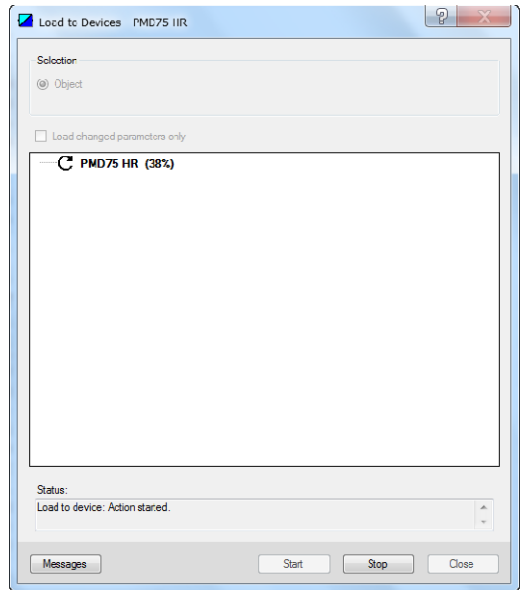 Load to Devices PMD75 HR
Selection
Object
Load changed parameters only
PMD75 HR (38%)
Status:
Load to device: Action started.
Messages
Start
Stop
Close